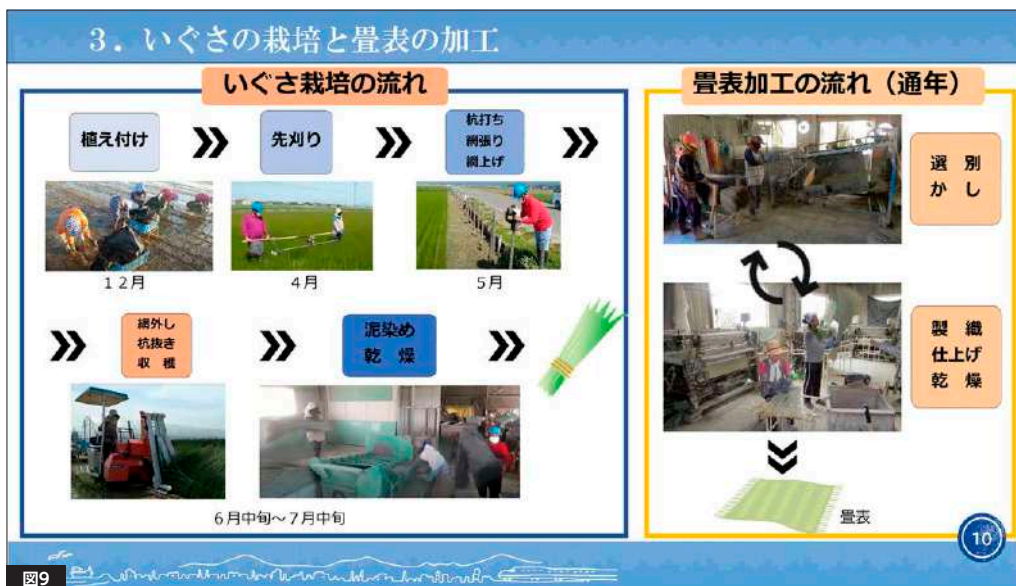 3．いぐさの栽培と畳表の加工
いぐさ栽培の流れ
植え付け
先刈り
杭打ち
網張り
網上げ
12月
4月
5月
網外し
杭抜き
収穫
泥染め
乾燥
6月中旬～7月中旬
畳表加工の流れ（通年）
選別
かし
製織
仕上げ
乾燥
畳表
10
図9